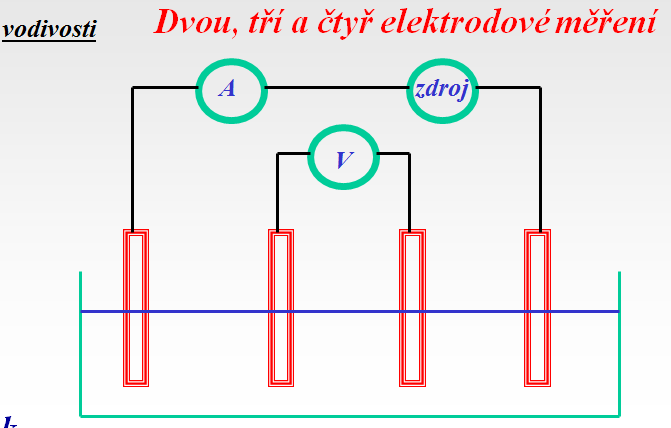 vodivosti
Dvou, tří a čtyř elektrodové měření
A
zdroj
V